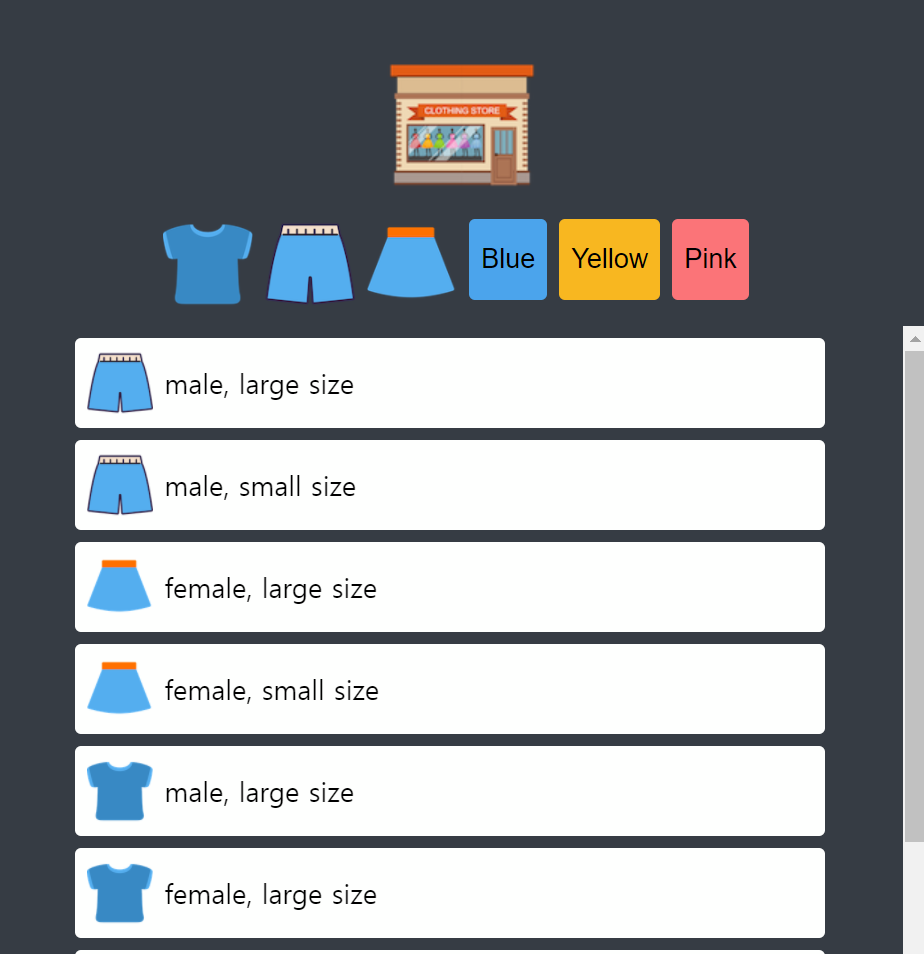 CLOTHING STORE
Blue Yellow Pink
male, large size
male, small size
female, large size
female, small size
male, large size
female, large size